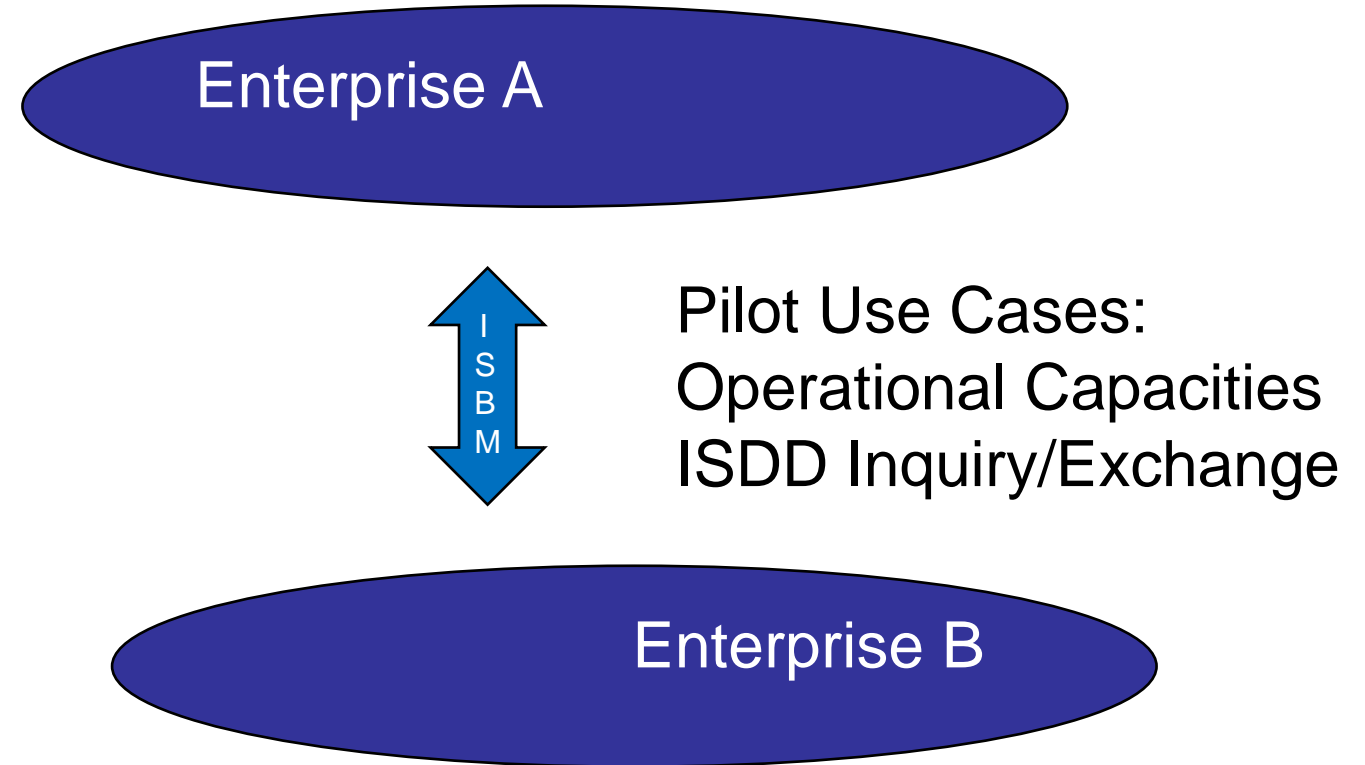 Enterprise A
I
S
B
M
Pilot Use Cases:
Operational Capacities
ISDD Inquiry/Exchange
Enterprise B